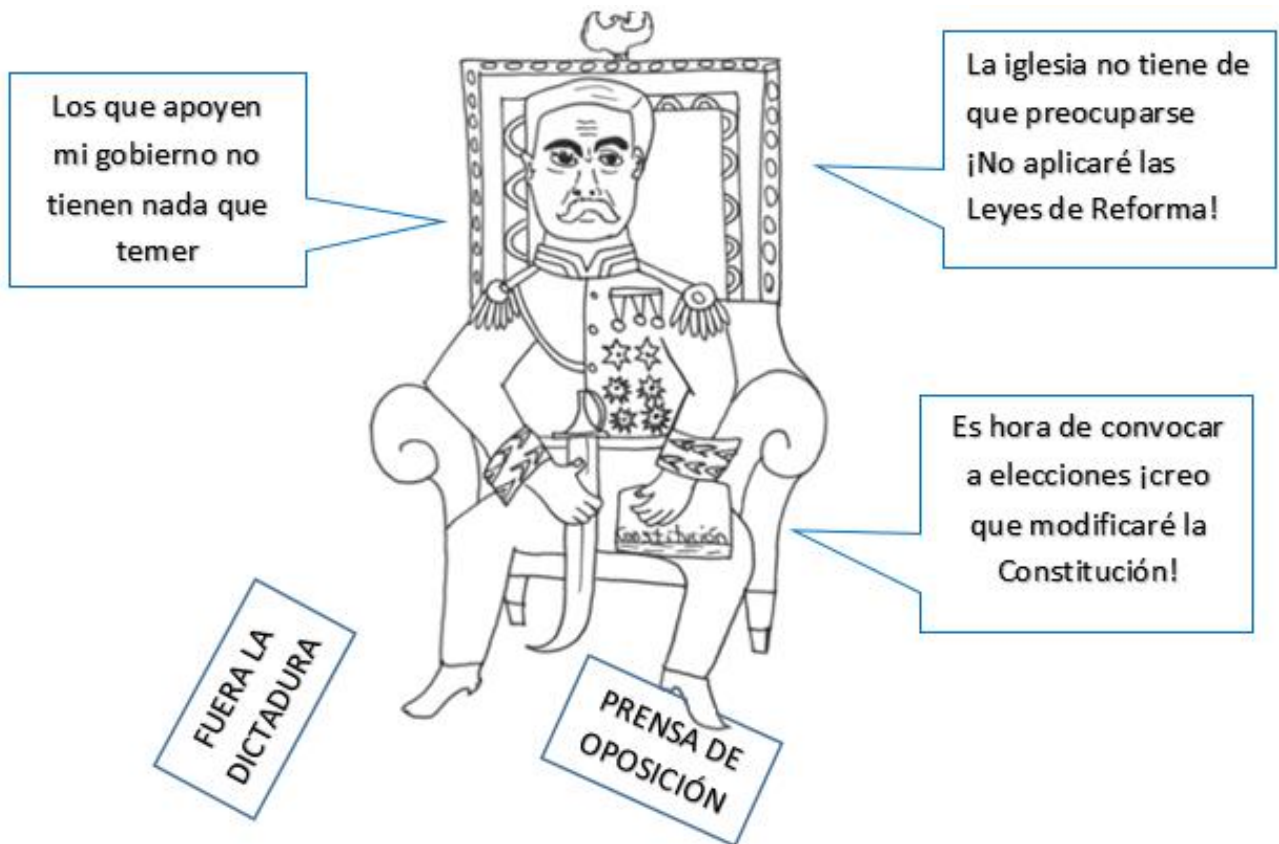 Los que apoyen
mi gobierno no
tienen nada que
temer
La iglesia no tiene de
que preocuparse
¡No aplicaré las
Leyes de Reforma!
Es hora de convocar
a elecciones ¡creo
que modificaré la
Constitución!
Constitución
FUERA LA
DICTADURA
PRENSA DE
OPOSICIÓN